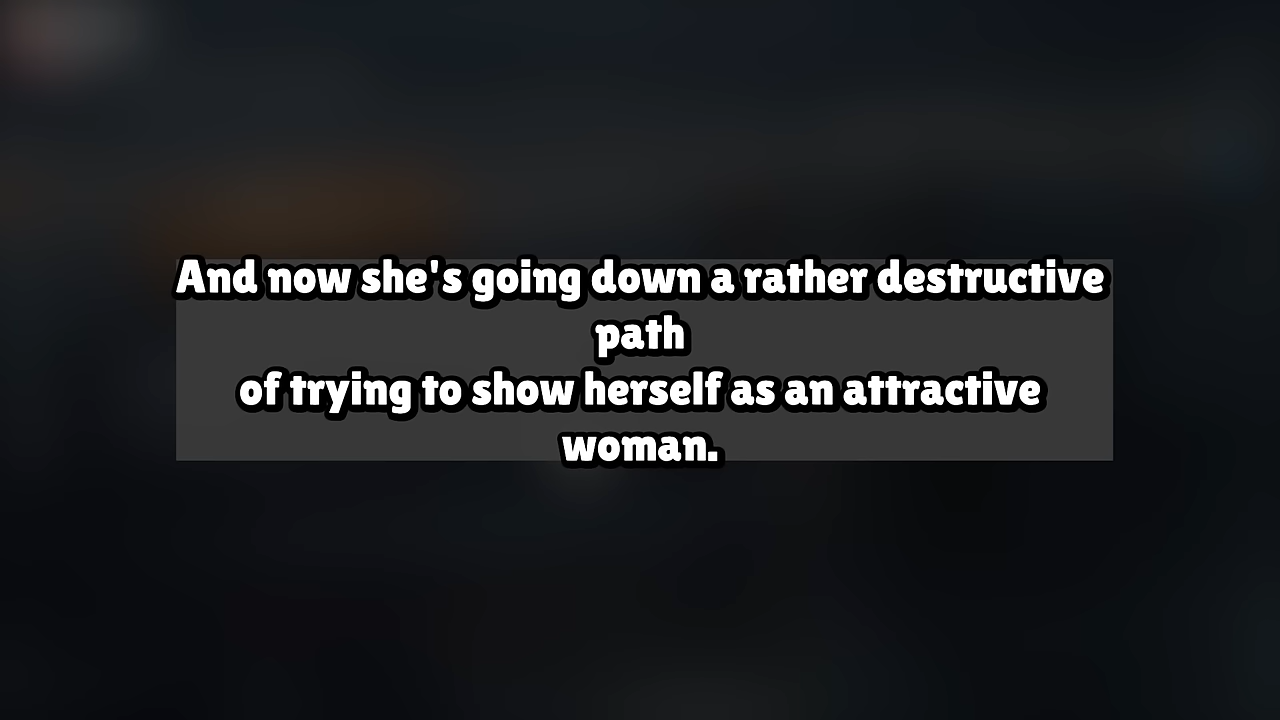 And now she's going down a rather destructive
path
of trying to show herself as an attractive
woman.